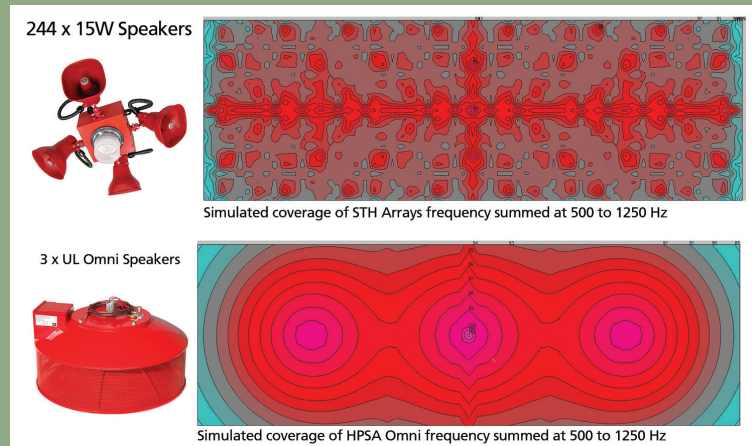 244 x 15W Speakers
Simulated coverage of STH Arrays frequency summed at 500 to 1250 Hz
3 x UL Omni Speakers
Simulated coverage of HPSA Omni frequency summed at 500 to 1250 Hz